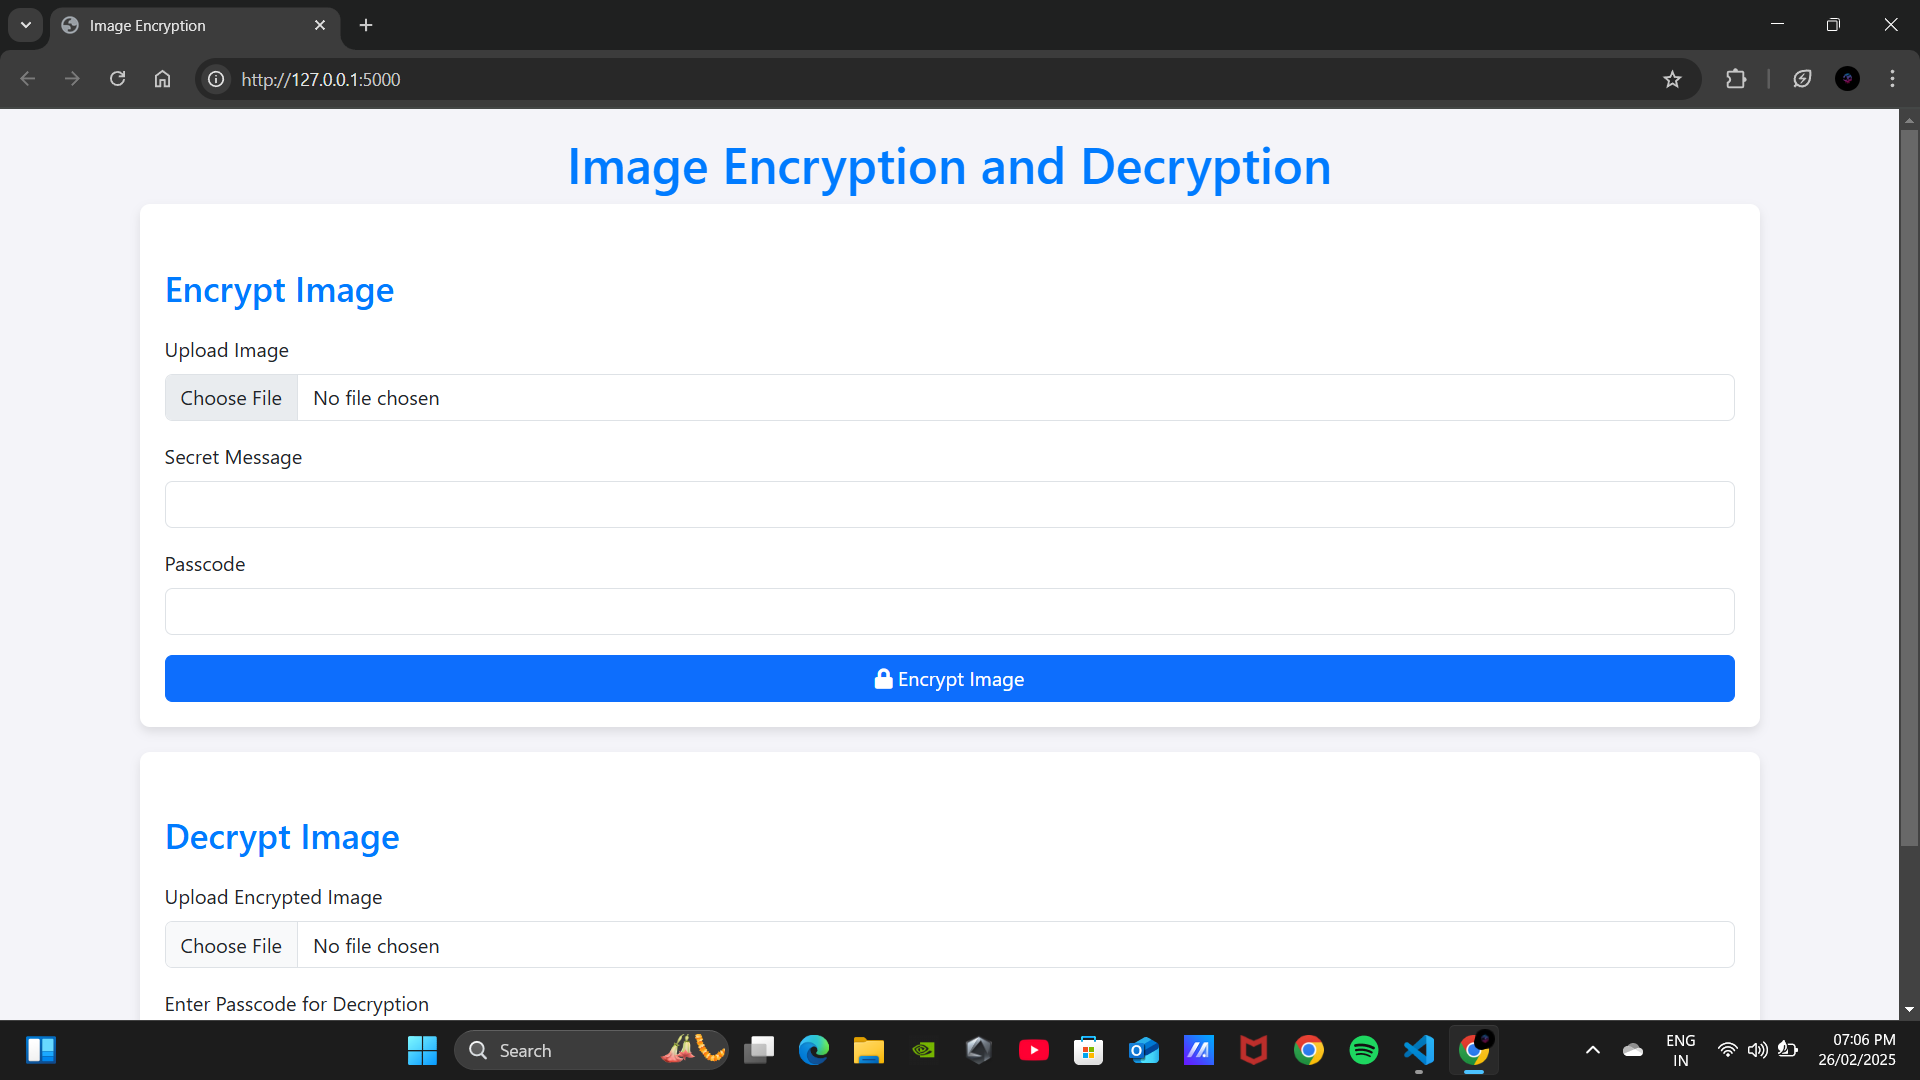 Image Encryption
http://127.0.0.1:5000
Image Encryption and Decryption
Encrypt Image
Upload Image
Choose File No file chosen
Secret Message
Passcode
Encrypt Image
Decrypt Image
Upload Encrypted Image
Choose File No file chosen
Enter Passcode for Decryption
Search
ENG
IN
07:06 PM
26/02/2025